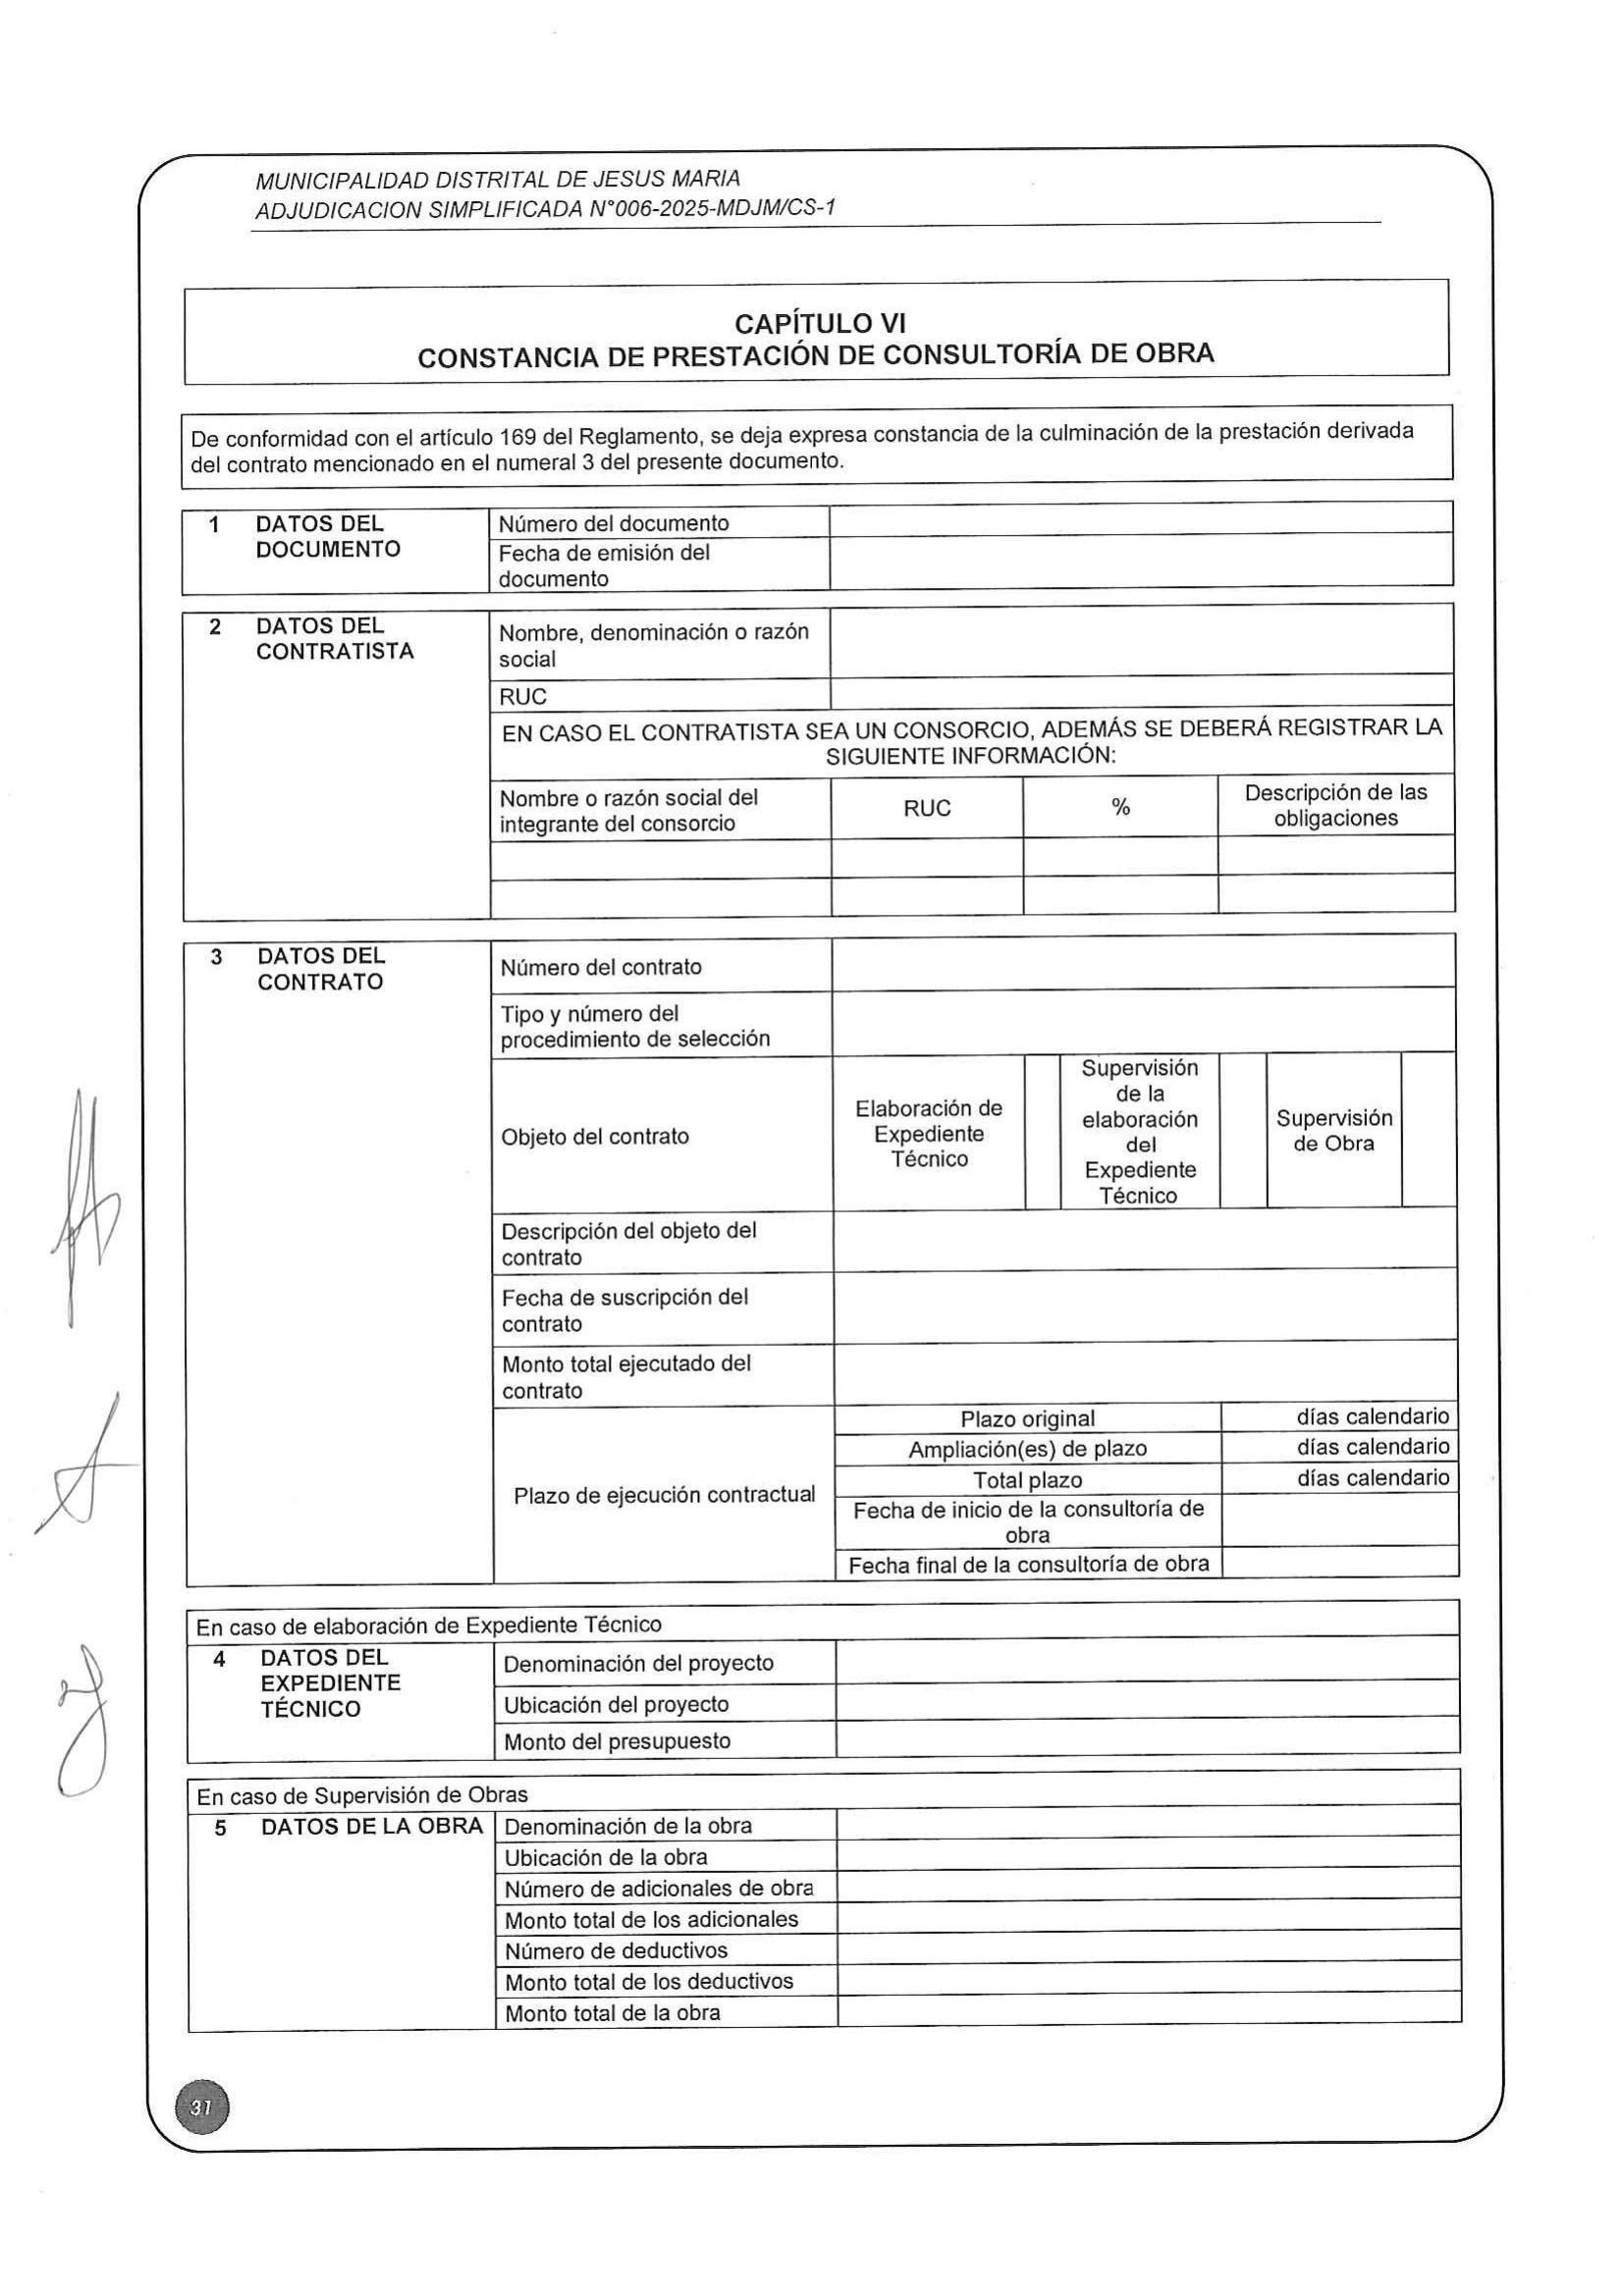 MUNICIPALIDAD DISTRITAL DE JESUS MARIA
ADJUDICACION SIMPLIFICADA N°006-2025-MDJM/CS-1
CAPÍTULO VI
CONSTANCIA DE PRESTACIÓN DE CONSULTORÍA DE OBRA
De conformidad con el artículo 169 del Reglamento, se deja expresa constancia de la culminación de la prestación derivada
del contrato mencionado en el numeral 3 del presente documento.
1 DATOS DEL
DOCUMENTO
Número del documento
Fecha de emisión del
documento
2 DATOS DEL
CONTRATISTA
Nombre, denominación o razón
social
RUC
EN CASO EL CONTRATISTA SEA UN CONSORCIO, ADEMÁS SE DEBERÁ REGISTRAR LA
SIGUIENTE INFORMACIÓN:
Nombre o razón social del
integrante del consorcio
RUC
%
Descripción de las
obligaciones
3 DATOS DEL
CONTRATO
Número del contrato
Tipo y número del
procedimiento de selección
Objeto del contrato
Elaboración de
Expediente
Técnico
Supervisión
de la
elaboración
del
Expediente
Técnico
Supervisión
de Obra
Descripción del objeto del
contrato
Fecha de suscripción del
contrato
Monto total ejecutado del
contrato
Plazo de ejecución contractual
Plazo original días calendario
Ampliación(es) de plazo días calendario
Total plazo días calendario
Fecha de inicio de la consultoría de
obra
Fecha final de la consultoría de obra
En caso de elaboración de Expediente Técnico
4 DATOS DEL
EXPEDIENTE
TÉCNICO
Denominación del proyecto
Ubicación del proyecto
Monto del presupuesto
En caso de Supervisión de Obras
5 DATOS DE LA OBRA
Denominación de la obra
Ubicación de la obra
Número de adicionales de obra
Monto total de los adicionales
Número de deductivos
Monto total de los deductivos
Monto total de la obra
31